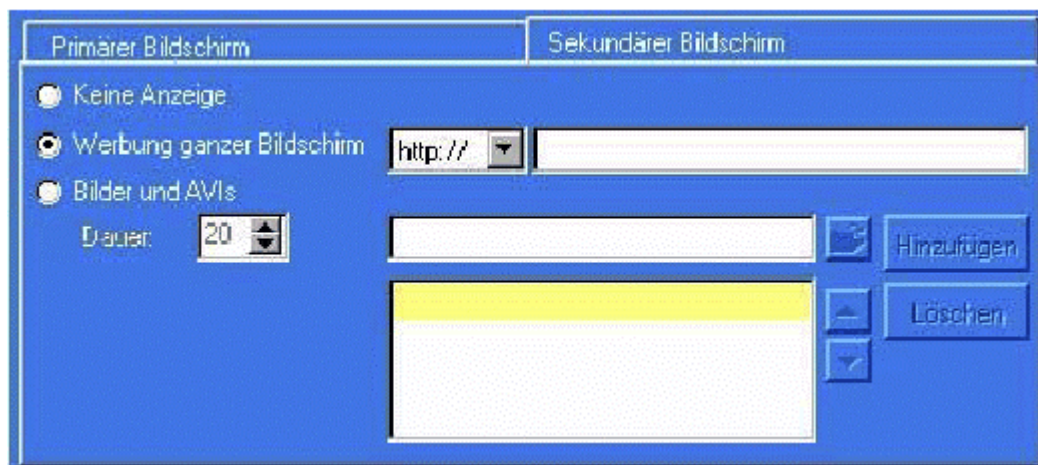 Primärer Bildschirm
Sekundärer Bildschirm
Keine Anzeige
Werbung ganzer Bildschirm
http://
Bilder und AVIs
Dauer:
20
Hinzufügen
Löschen